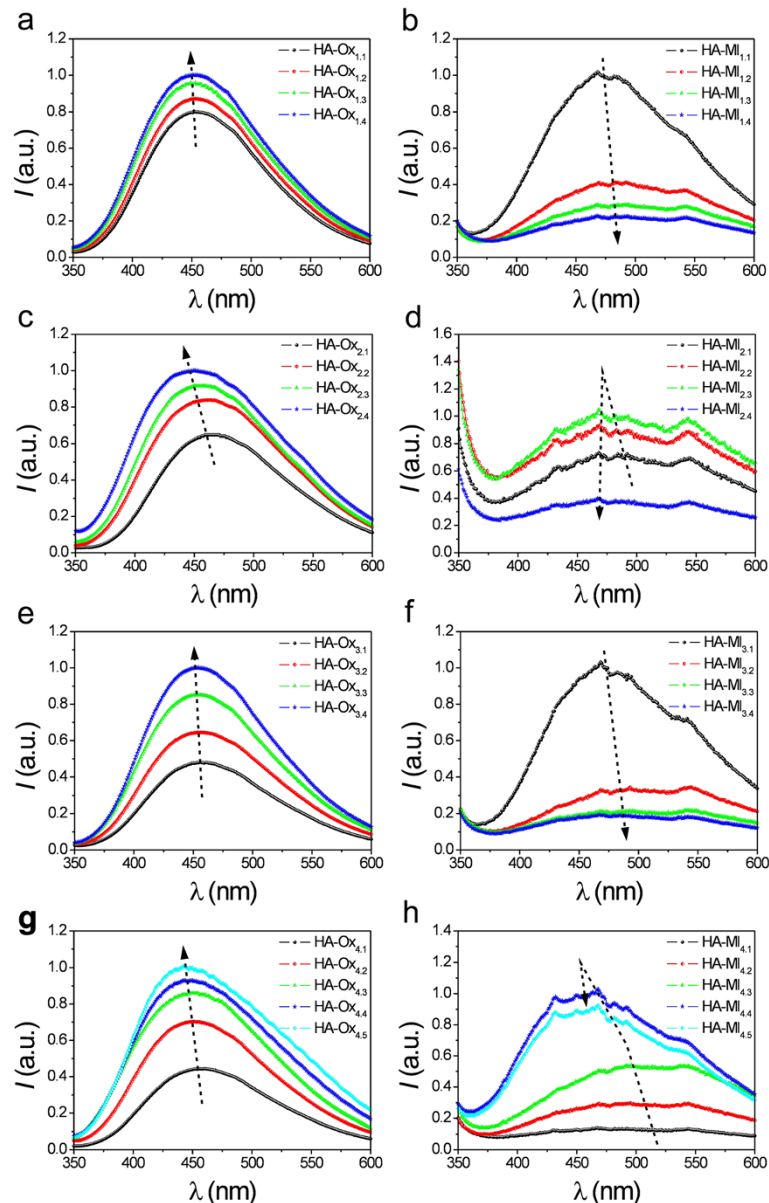 a
HA-Ox1.1
HA-Ox1.2
HA-Ox1.3
HA-Ox1.4
1.2
1.0
0.8
0.6
0.4
0.2
0.0
I (a.u.)
350 400 450 500 550 600
λ (nm)
b
HA-MI1.1
HA-MI1.2
HA-MI1.3
HA-MI1.4
1.2
1.0
0.8
0.6
0.4
0.2
0.0
I (a.u.)
350 400 450 500 550 600
λ (nm)
c
HA-Ox2.1
HA-Ox2.2
HA-Ox2.3
HA-Ox2.4
1.2
1.0
0.8
0.6
0.4
0.2
0.0
I (a.u.)
350 400 450 500 550 600
λ (nm)
d
HA-MI2.1
HA-MI2.2
HA-MI2.3
HA-MI2.4
1.6
1.4
1.2
1.0
0.8
0.6
0.4
0.2
0.0
I (a.u.)
350 400 450 500 550 600
λ (nm)
e
HA-Ox3.1
HA-Ox3.2
HA-Ox3.3
HA-Ox3.4
1.2
1.0
0.8
0.6
0.4
0.2
0.0
I (a.u.)
350 400 450 500 550 600
λ (nm)
f
HA-MI3.1
HA-MI3.2
HA-MI3.3
HA-MI3.4
1.2
1.0
0.8
0.6
0.4
0.2
0.0
I (a.u.)
350 400 450 500 550 600
λ (nm)
g
HA-Ox4.1
HA-Ox4.2
HA-Ox4.3
HA-Ox4.4
HA-Ox4.5
1.2
1.0
0.8
0.6
0.4
0.2
0.0
I (a.u.)
350 400 450 500 550 600
λ (nm)
h
HA-MI4.1
HA-MI4.2
HA-MI4.3
HA-MI4.4
HA-MI4.5
1.4
1.2
1.0
0.8
0.6
0.4
0.2
0.0
I (a.u.)
350 400 450 500 550 600
λ (nm)